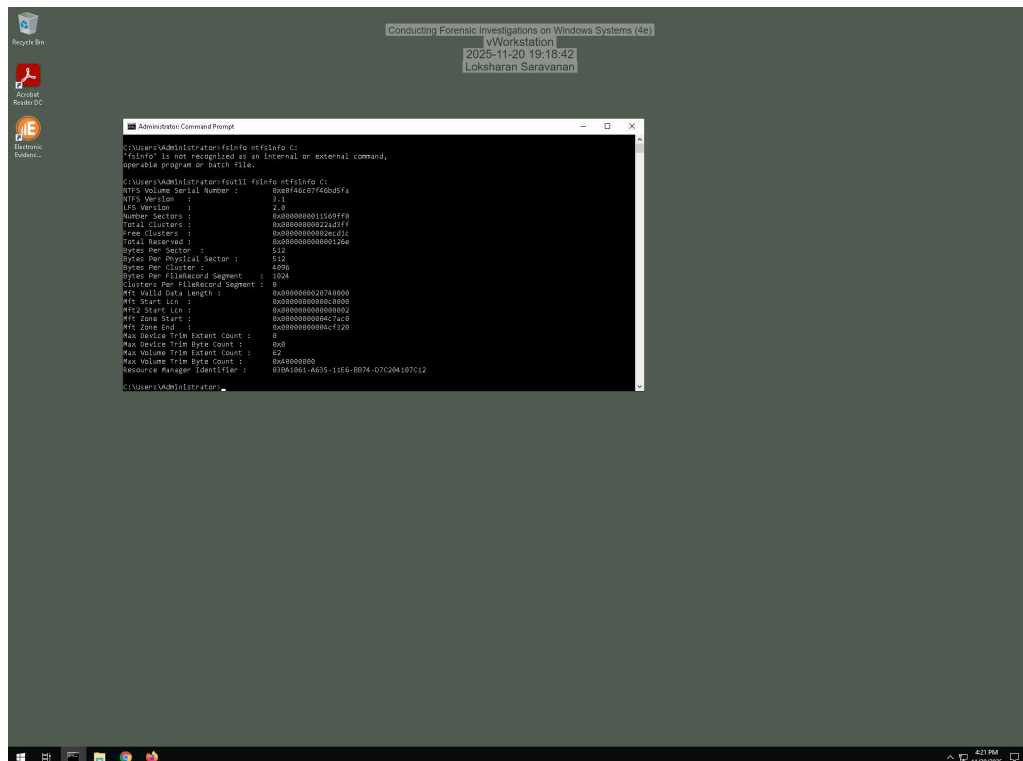 Recycle Bin
Acrobat
Reader DC
Electronic
Evidenc...
Conducting Forensic Investigations on Windows Systems (4e)
vWorkstation
2025-11-20 19:18:42
Loksharan Saravanan
Administrator: Command Prompt
C:\Users\Administrator>fsinfo ntfsinfo C:
'fsinfo' is not recognized as an internal or external command,
operable program or batch file.
C:\Users\Administrator>fsutil fsinfo ntfsinfo C:
NTFS Volume Serial Number : 0xe8f46c07f46bd5fa
NTFS Version : 3.1
LFS Version : 2.0
Number Sectors : 0x0000000011569ff8
Total Clusters : 0x00000000022ad3ff
Free Clusters : 0x00000000002ecd1c
Total Reserved : 0x000000000000126e
Bytes Per Sector : 512
Bytes Per Physical Sector : 512
Bytes Per Cluster : 4096
Bytes Per FileRecord Segment : 1024
Clusters Per FileRecord Segment : 0
Mft Valid Data Length : 0x0000000020740000
Mft Start Lcn : 0x00000000000c0000
Mft2 Start Lcn : 0x0000000000000002
Mft Zone Start : 0x00000000004c7ac0
Mft Zone End : 0x00000000004cf320
Max Device Trim Extent Count : 0
Max Device Trim Byte Count : 0x0
Max Volume Trim Extent Count : 62
Max Volume Trim Byte Count : 0x40000000
Resource Manager Identifier : 83BA1061-A635-11E6-BB74-D7C204107C12
C:\Users\Administrator>
4:21 PM